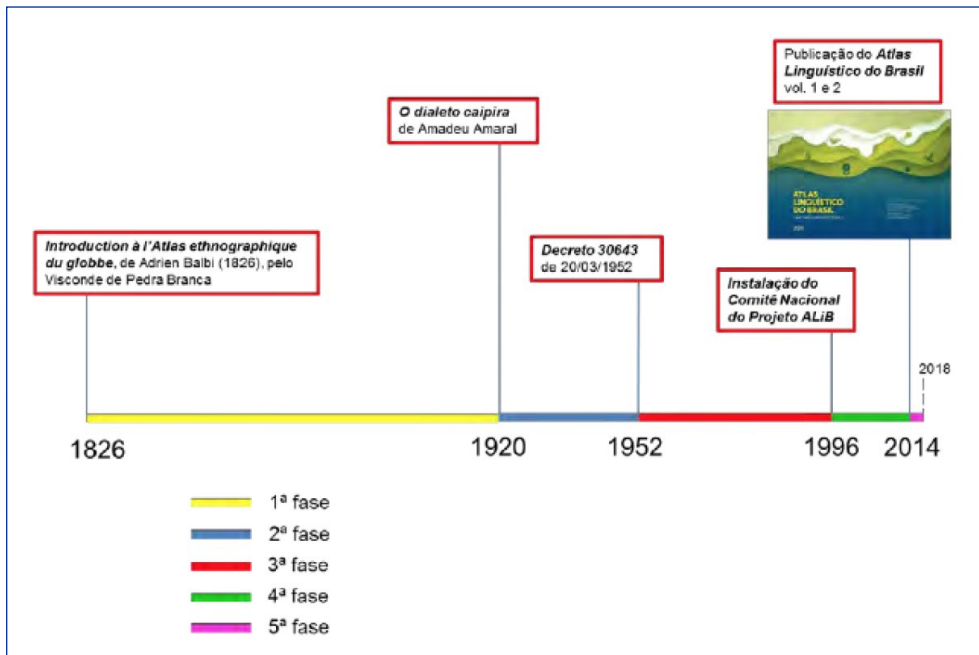 Publicação do Atlas
Linguístico do Brasil
vol. 1 e 2
ATLAS
LINGUÍSTICO
DO BRASIL
O dialeto caipira
de Amadeu Amaral
Introduction à l'Atlas ethnographique
du globbe, de Adrien Balbi (1826), pelo
Visconde de Pedra Branca
Decreto 30643
de 20/03/1952
Instalação do
Comitê Nacional
do Projeto ALiB
2018
1826
1920
1952
1996
2014
1ª fase
2ª fase
3ª fase
4ª fase
5ª fase